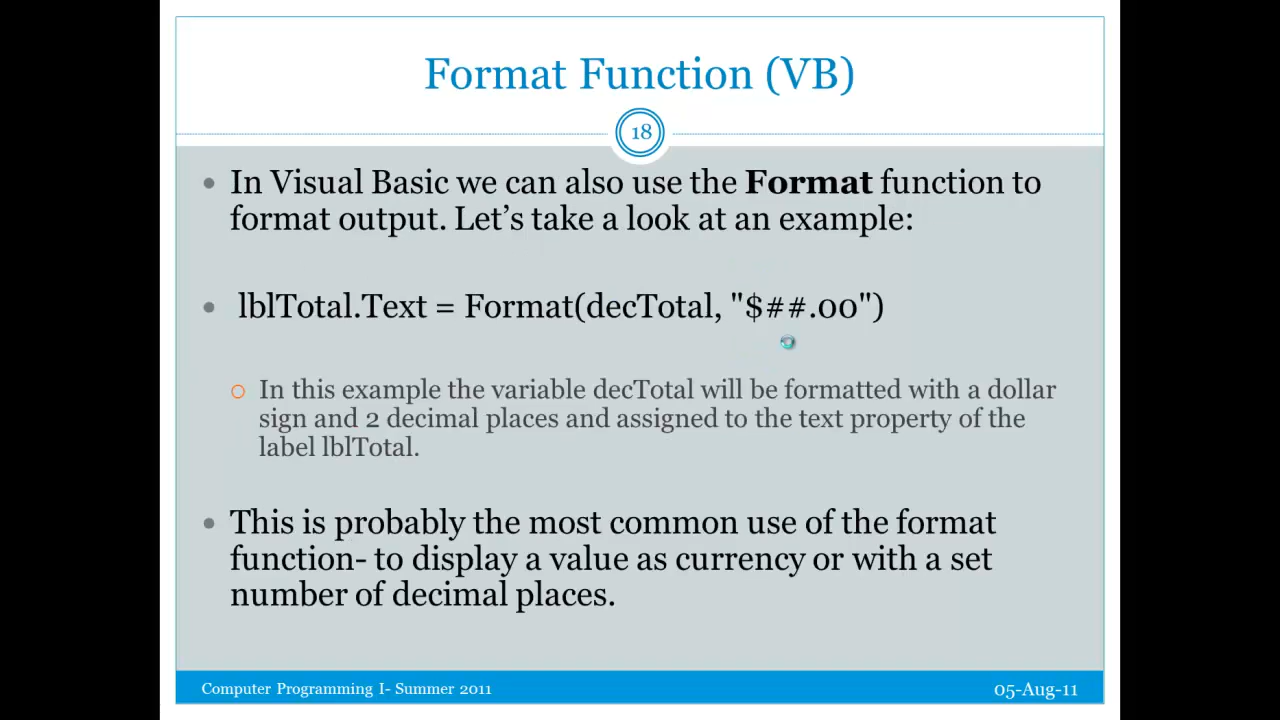 Format Function (VB)
18
• In Visual Basic we can also use the Format function to
format output. Let's take a look at an example:
• lblTotal.Text = Format(decTotal, "$##.00")
o In this example the variable decTotal will be formatted with a dollar
sign and 2 decimal places and assigned to the text property of the
label lblTotal.
• This is probably the most common use of the format
function- to display a value as currency or with a set
number of decimal places.
Computer Programming I- Summer 2011
05-Aug-11